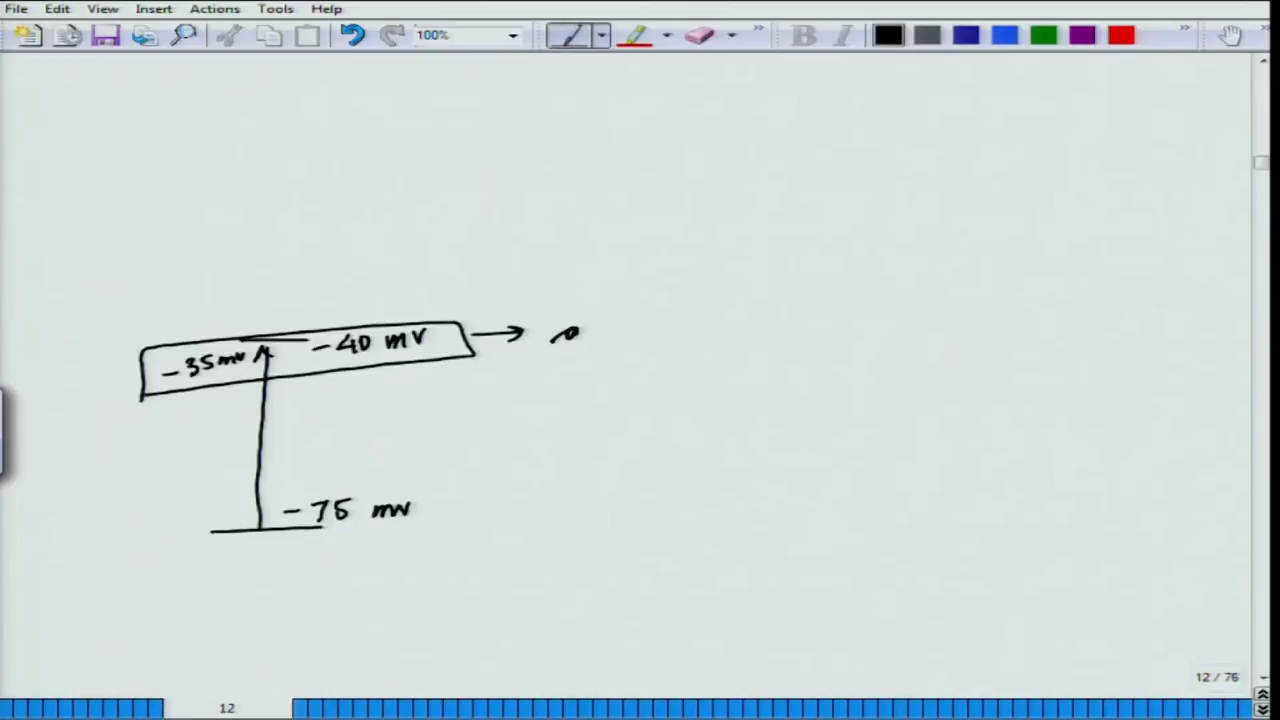 File Edit View Insert Actions Tools Help
100%
B I
-35mv -40 mv
-75 mv
12 / 76
12